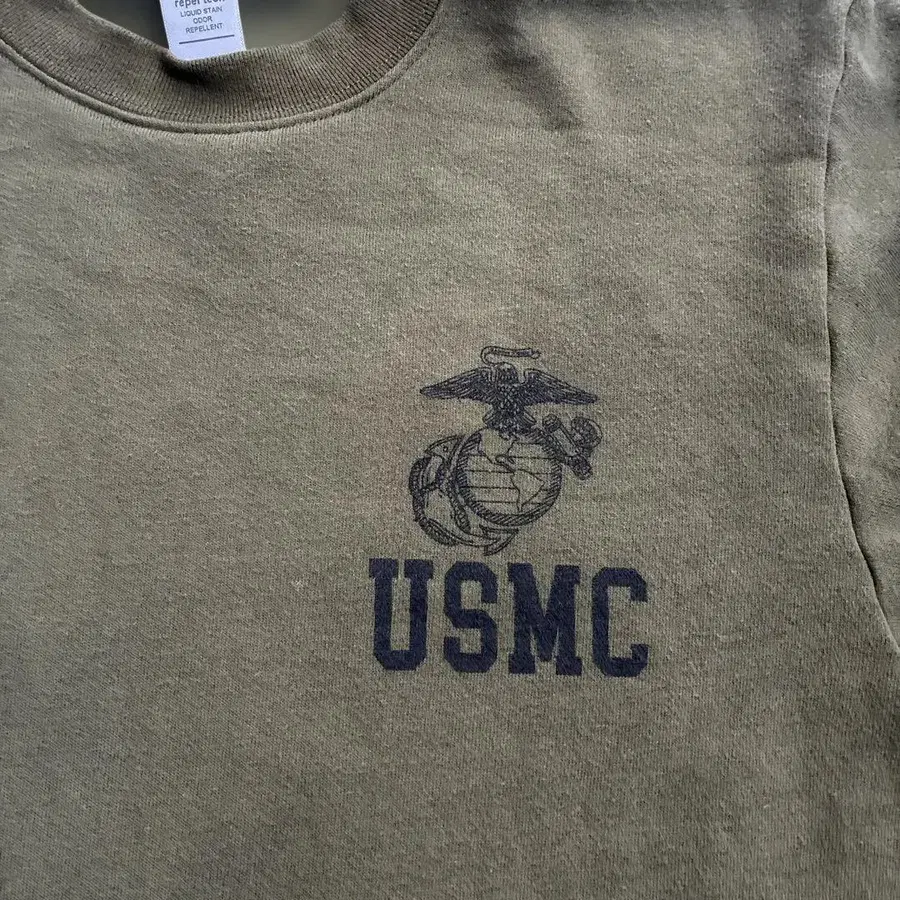 repel tech
LIQUID STAIN
ODOR
REPELLENT
USMC